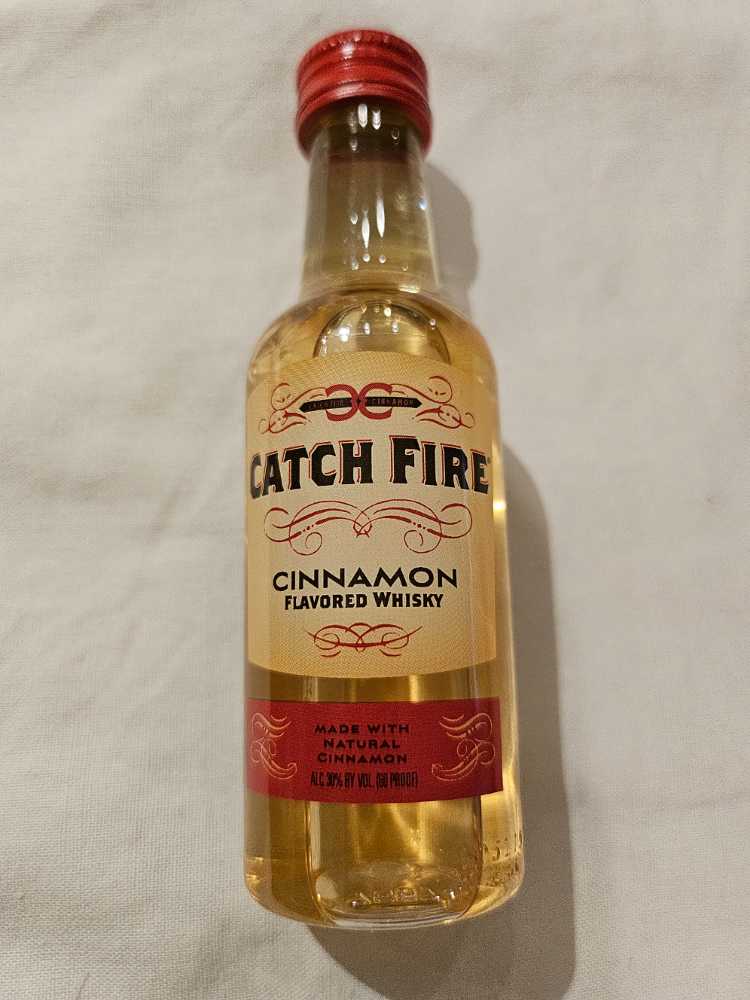 CATCH FIRE
CINNAMON
FLAVORED WHISKY
MADE WITH
NATURAL
CINNAMON
ALC 30% BY VOL. (60 PROOF)